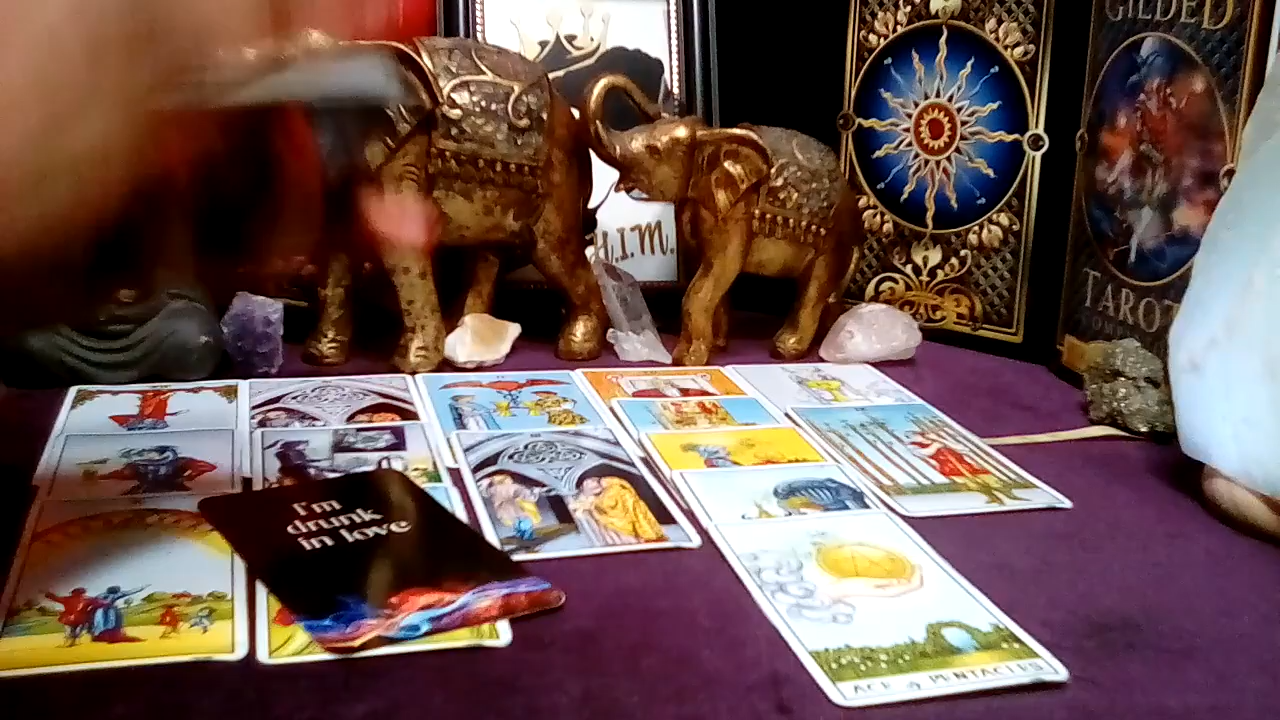 GILDED
H.I.M.
TAROT
I'm
drunk
in love
ACE of PENTACLES